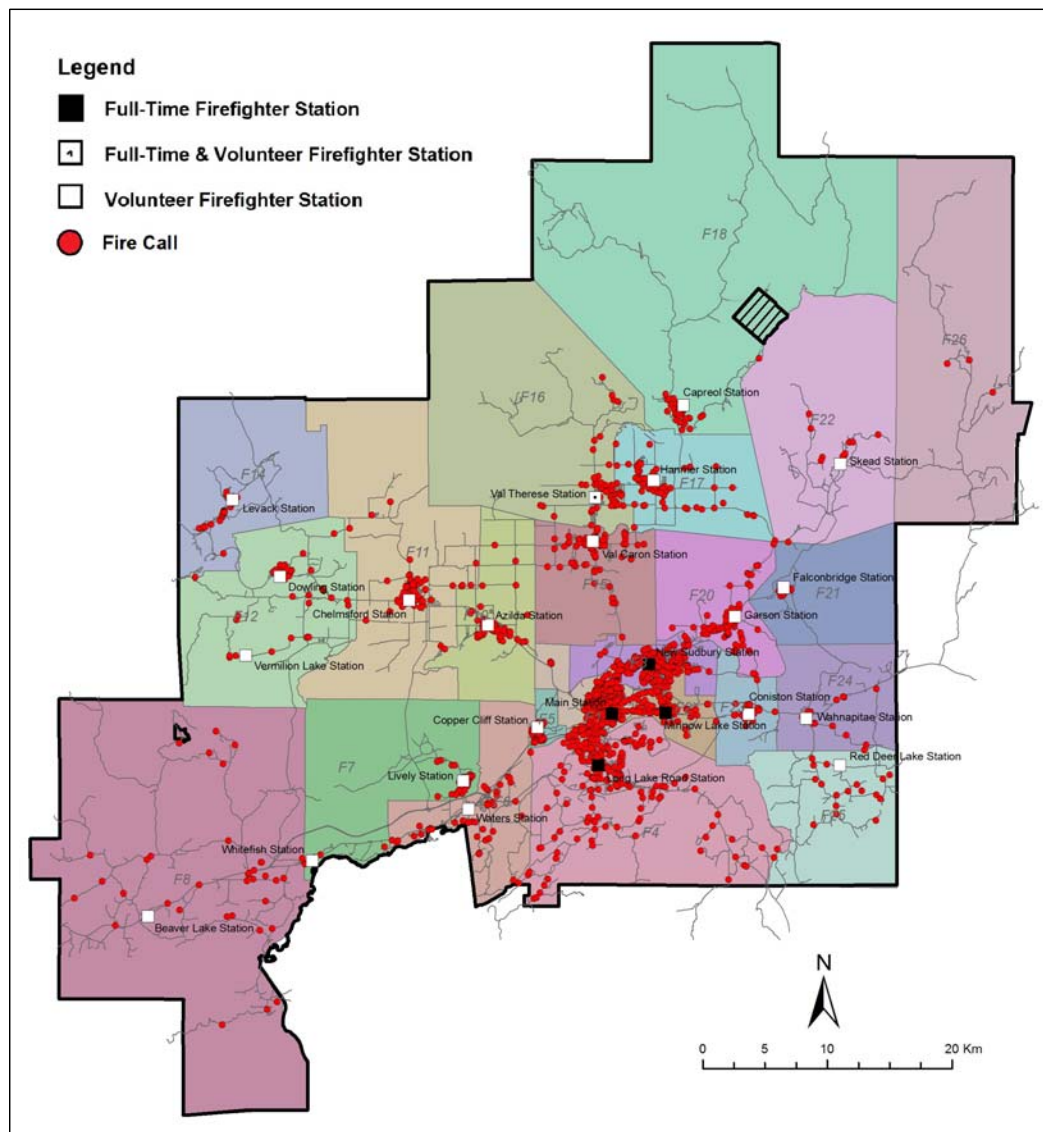 Legend
Full-Time Firefighter Station
Full-Time & Volunteer Firefighter Station
Volunteer Firefighter Station
Fire Call
F18
F26
F16
Capreol Station
F22
Skead Station
Hanmer Station
F17
Val Therese Station
F14
Levack Station
Val Caron Station
F11
Dowling Station
Falconbridge Station
F21
F20
Chelmsford Station
F12
Azilda Station
Garson Station
Vermilion Lake Station
New Sudbury Station
F24
Coniston Station
Main Station
Copper Cliff Station
F5
Minnow Lake Station
Wahnapitae Station
Red Deer Lake Station
F7
Lively Station
Long Lake Road Station
Waters Station
F4
Whitefish Station
F8
Beaver Lake Station
N
0 5 10 20 Km